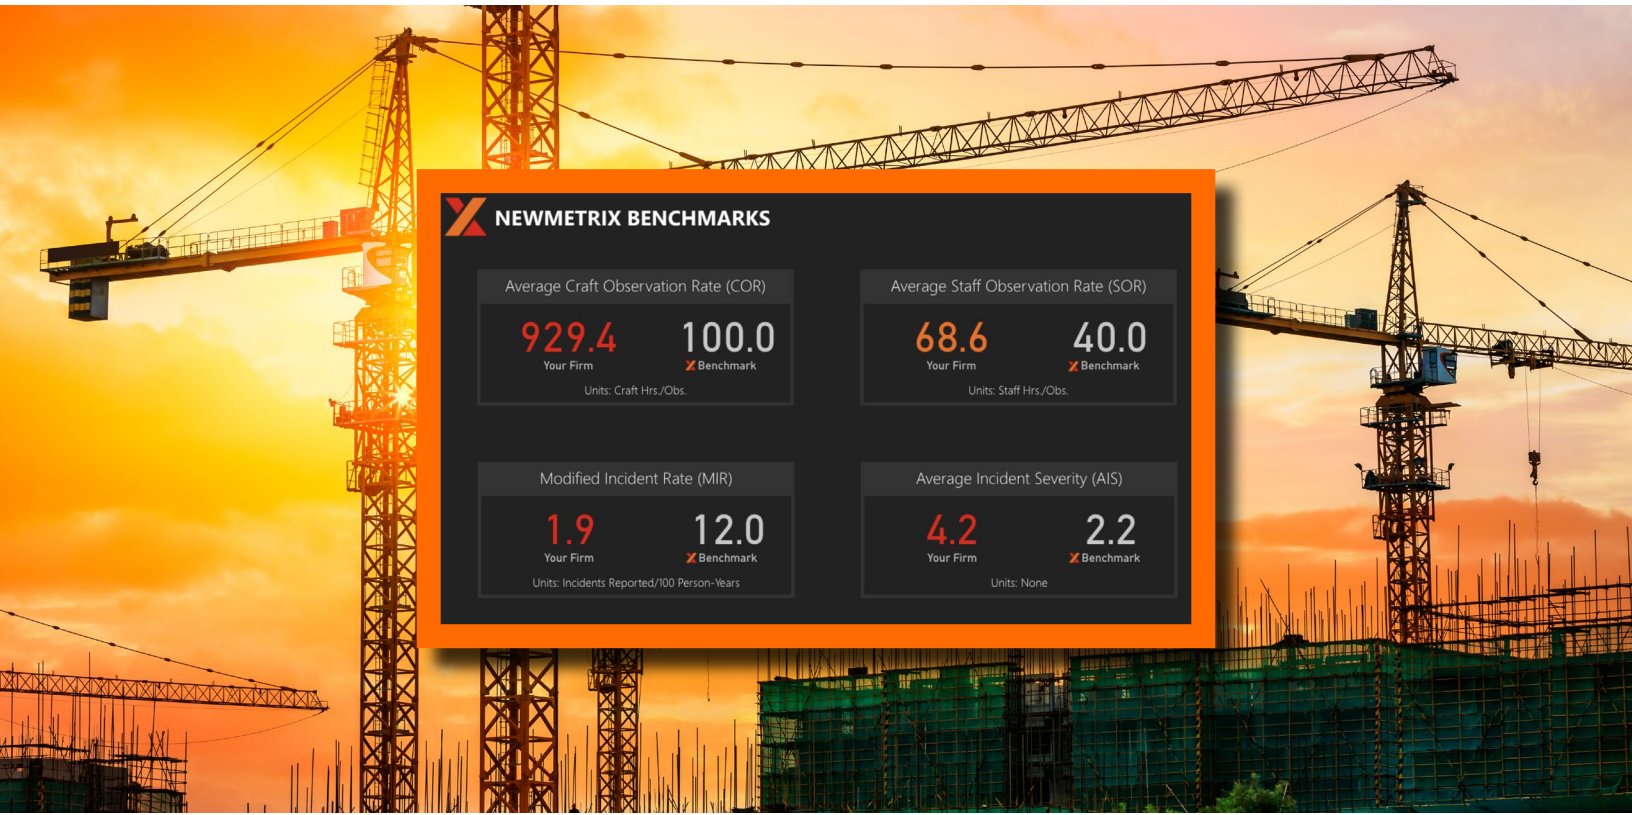 NEWMETRIX BENCHMARKS
Average Craft Observation Rate (COR)
929.4 100.0
Your Firm Benchmark
Units: Craft Hrs./Obs.
Average Staff Observation Rate (SOR)
68.6 40.0
Your Firm Benchmark
Units: Staff Hrs./Obs.
Modified Incident Rate (MIR)
1.9 12.0
Your Firm Benchmark
Units: Incidents Reported/100 Person-Years
Average Incident Severity (AIS)
4.2 2.2
Your Firm Benchmark
Units: None